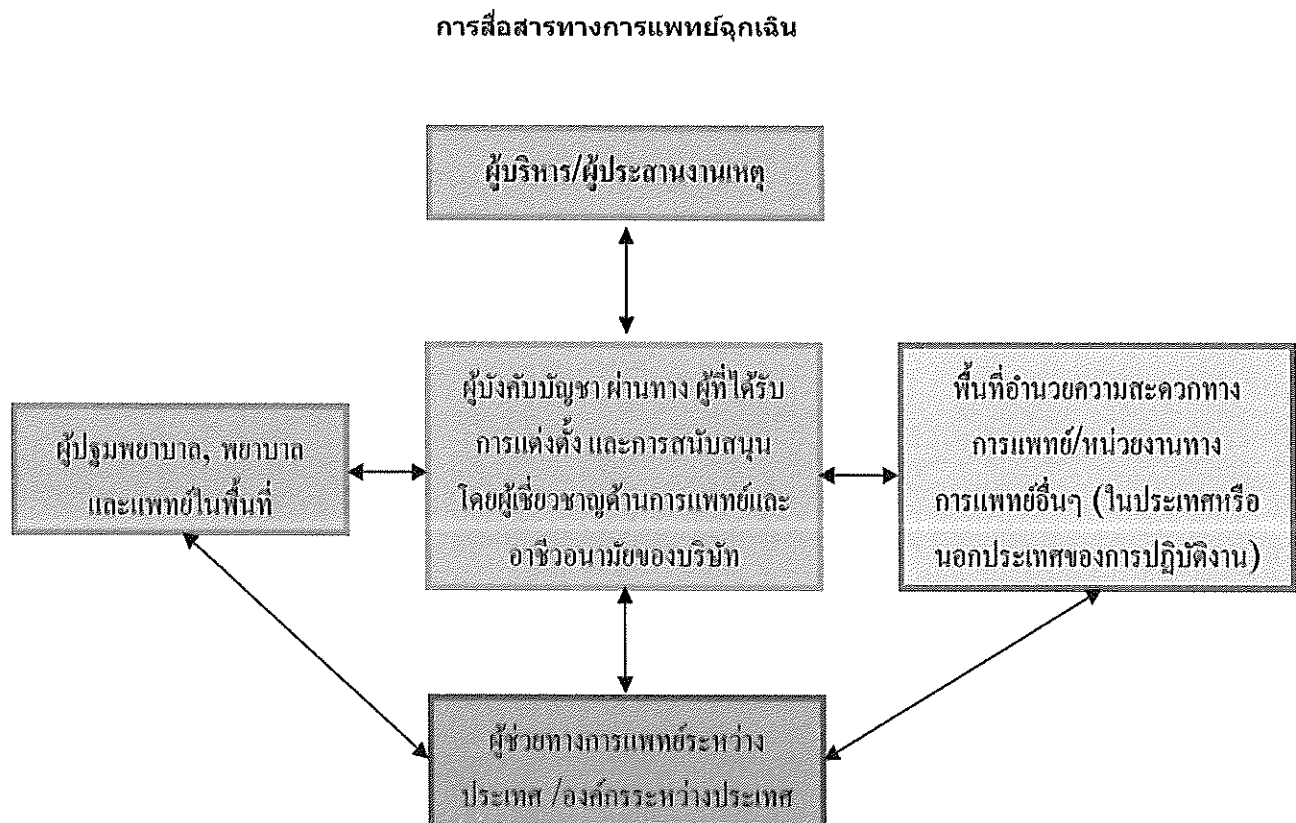 การสื่อสารทางการแพทย์ฉุกเฉิน
ผู้บริหาร/ผู้ประสานงานเหตุ
ผู้ปฐมพยาบาล, พยาบาล
และแพทย์ในพื้นที่
ผู้บังคับบัญชา ผ่านทาง ผู้ที่ได้รับ
การแต่งตั้ง และการสนับสนุน
โดยผู้เชี่ยวชาญด้านการแพทย์และ
อาชีวอนามัยของบริษัท
พื้นที่อำนวยความสะดวกทาง
การแพทย์/หน่วยงานทาง
การแพทย์อื่นๆ (ในประเทศหรือ
นอกประเทศของการปฏิบัติงาน)
ผู้ช่วยทางการแพทย์ระหว่าง
ประเทศ /องค์กรระหว่างประเทศ